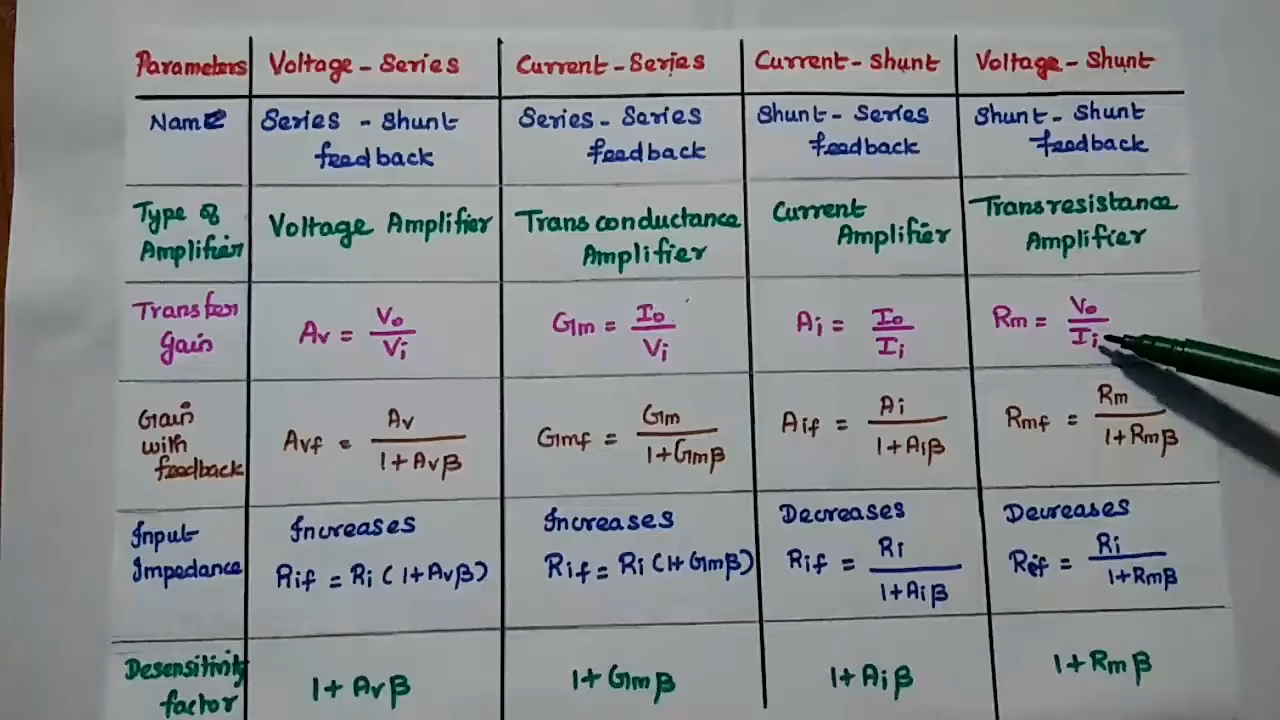 Parameters Voltage - Series Current - Series Current - Shunt Voltage - Shunt
Name Series - Shunt feedback Series - Series feedback Shunt - Series feedback Shunt - Shunt feedback
Type of Amplifier Voltage Amplifier Trans conductance Amplifier Current Amplifier Transresistance Amplifier
Transfer gain Av = Vo/Vi Gm = Io/Vi Ai = Io/Ii Rm = Vo/Ii
Gain with feedback Avf = Av/(1+Avβ) Gmf = Gm/(1+Gmβ) Aif = Ai/(1+Aiβ) Rmf = Rm/(1+Rmβ)
Input Impedance Increases Rif = Ri (1+Avβ) Increases Rif = Ri (1+Gmβ) Decreases Rif = Ri/(1+Aiβ) Decreases Rif = Ri/(1+Rmβ)
Desensitivity factor 1+Avβ 1+Gmβ 1+Aiβ 1+Rmβ